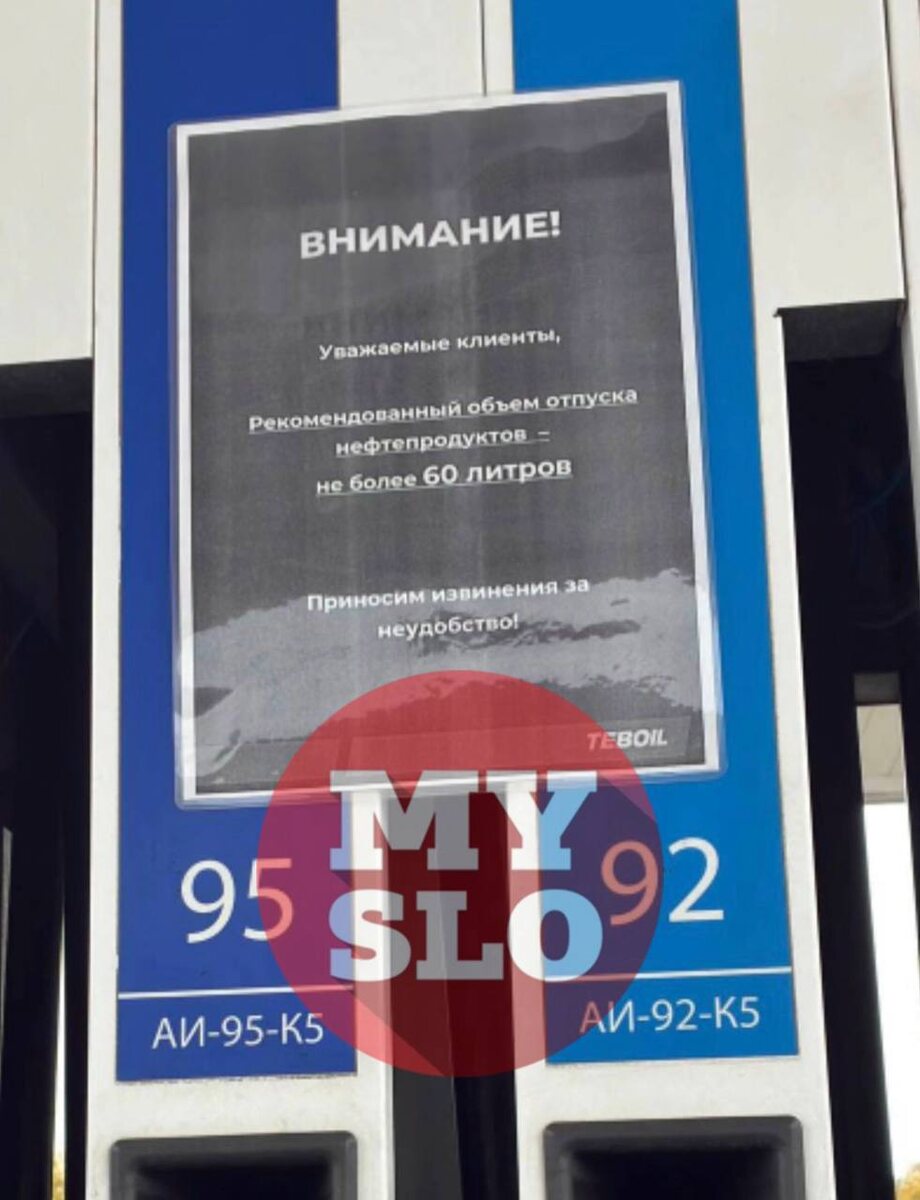 ВНИМАНИЕ!
Уважаемые клиенты,
Рекомендованный объем отпуска
нефтепродуктов –
не более 60 литров
Приносим извинения за
неудобство!
TEBOIL
MY
SLO
95
92
АИ-95-К5
АИ-92-К5